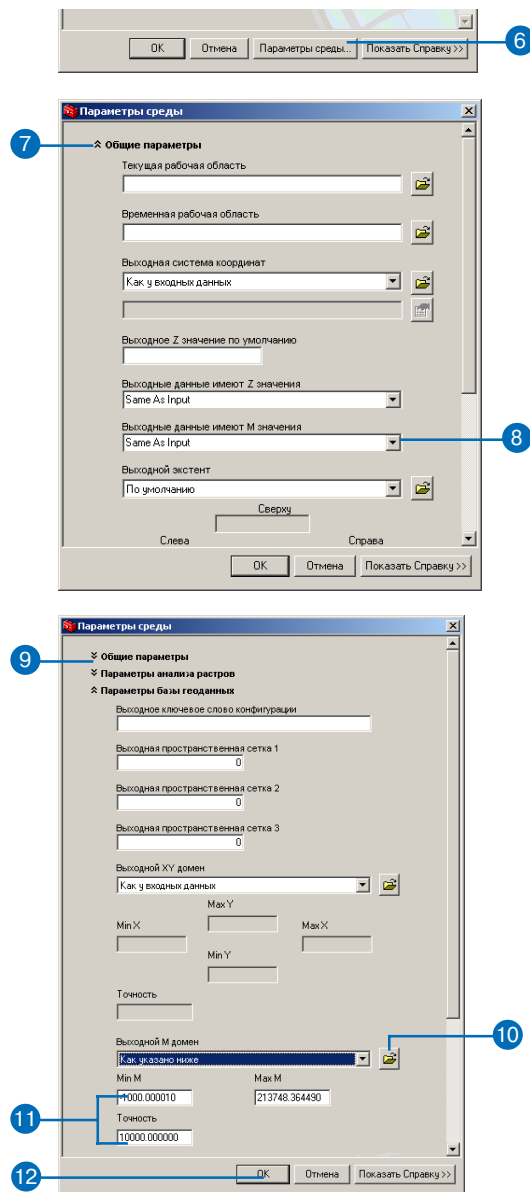 OK Отмена Параметры среды... Показать Справку >>
6
Параметры среды
7
Общие параметры
Текущая рабочая область
Временная рабочая область
Выходная система координат
Как у входных данных
Выходное Z значение по умолчанию
Выходные данные имеют Z значения
Same As Input
Выходные данные имеют M значения
Same As Input
8
Выходной экстент
По умолчанию
Сверху
Слева Справа
OK Отмена Показать Справку >>
Параметры среды
9
Общие параметры
Параметры анализа растров
Параметры базы геоданных
Выходное ключевое слово конфигурации
Выходная пространственная сетка 1
0
Выходная пространственная сетка 2
0
Выходная пространственная сетка 3
0
Выходной XY домен
Как у входных данных
Max Y
Min X Max X
Min Y
Точность
Выходной M домен
10
Как указано ниже
Min M Max M
-1000.000010 213748.364490
11
Точность
10000.000000
12
OK Отмена Показать Справку >>